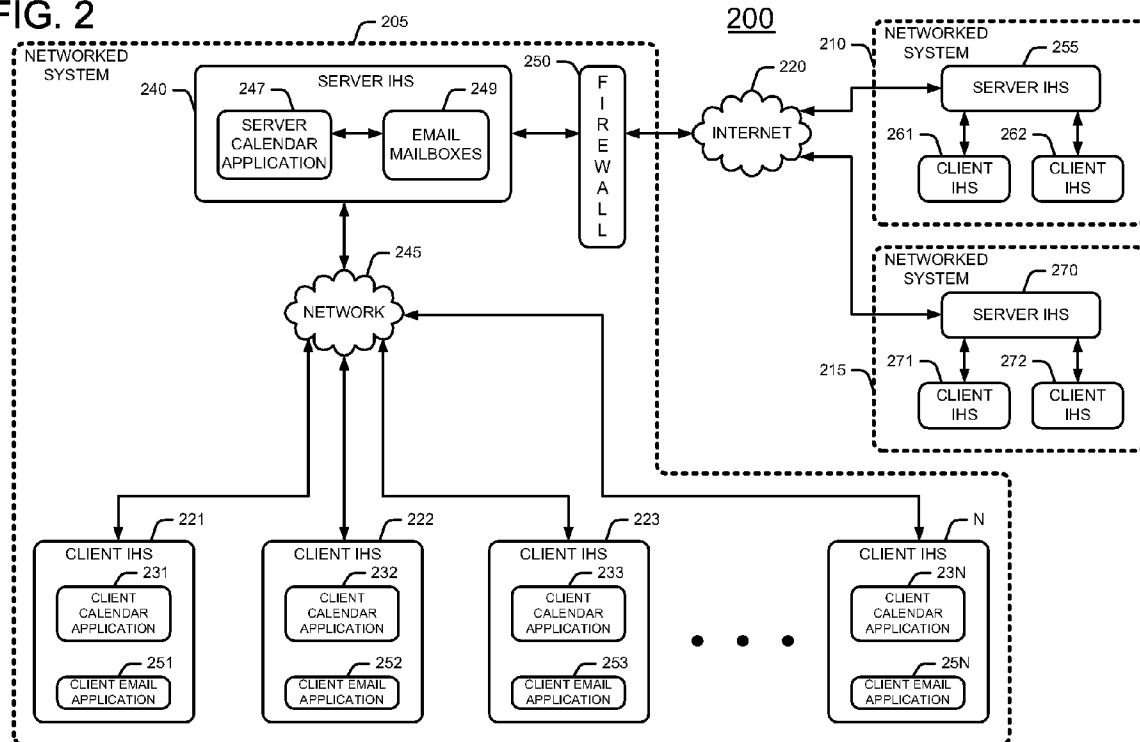 FIG. 2
200
205
NETWORKED
SYSTEM
SERVER IHS
240
247
249
SERVER
CALENDAR
APPLICATION
EMAIL
MAILBOXES
250
F
I
R
E
W
A
L
L
220
INTERNET
210
NETWORKED
SYSTEM
255
SERVER IHS
261
262
CLIENT
IHS
CLIENT
IHS
245
NETWORK
NETWORKED
SYSTEM
270
SERVER IHS
215
271
272
CLIENT
IHS
CLIENT
IHS
221
CLIENT IHS
231
CLIENT
CALENDAR
APPLICATION
251
CLIENT EMAIL
APPLICATION
222
CLIENT IHS
232
CLIENT
CALENDAR
APPLICATION
252
CLIENT EMAIL
APPLICATION
223
CLIENT IHS
233
CLIENT
CALENDAR
APPLICATION
253
CLIENT EMAIL
APPLICATION
N
CLIENT IHS
23N
CLIENT
CALENDAR
APPLICATION
25N
CLIENT EMAIL
APPLICATION